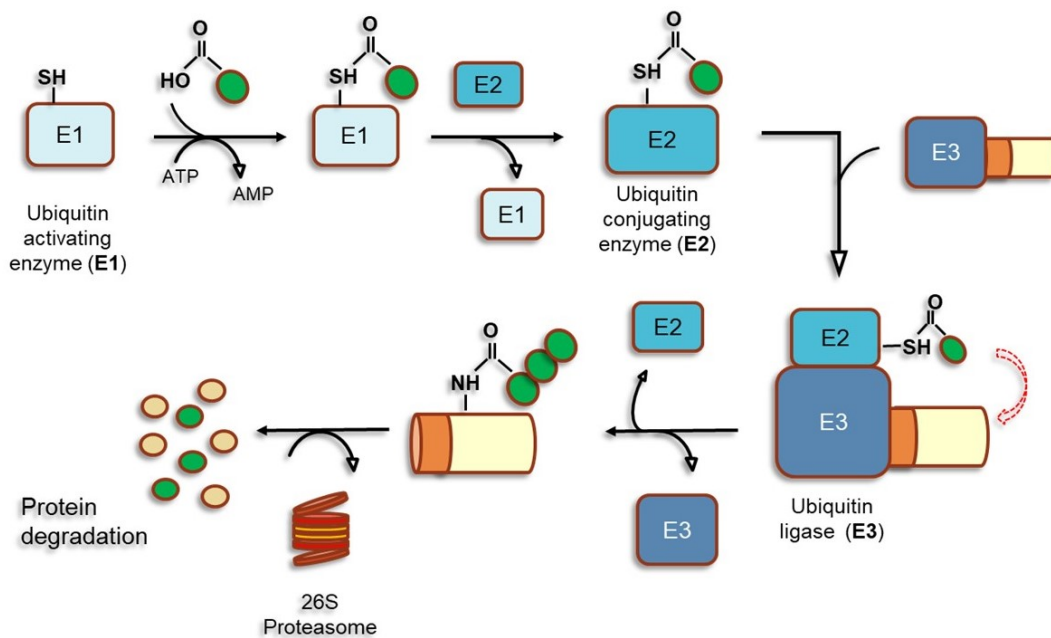 SH
E1
Ubiquitin
activating
enzyme (E1)
O
HO
ATP
AMP
O
SH
E1
E2
E1
O
SH
E2
Ubiquitin
conjugating
enzyme (E2)
E3
E2
SH
O
E3
Ubiquitin
ligase (E3)
E2
E3
O
NH
26S
Proteasome
Protein
degradation